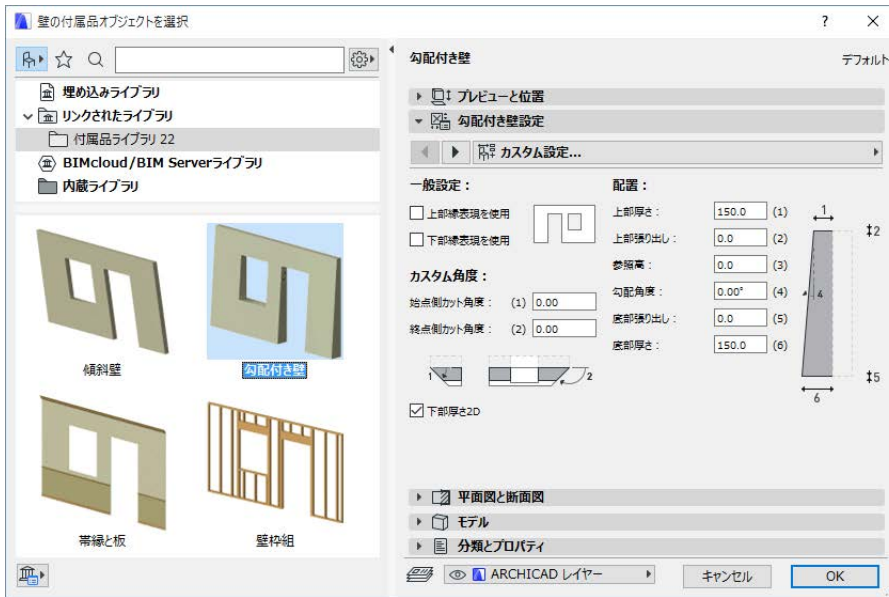 壁の付属品オブジェクトを選択
?
×
埋め込みライブラリ
リンクされたライブラリ
付属品ライブラリ 22
BIMcloud/BIM Serverライブラリ
内蔵ライブラリ
傾斜壁
勾配付き壁
帯縁と板
壁枠組
勾配付き壁
デフォルト
プレビューと位置
勾配付き壁設定
カスタム設定...
一般設定：
上部縁表現を使用
下部縁表現を使用
カスタム角度：
始点側カット角度： (1) 0.00
終点側カット角度： (2) 0.00
1
2
下部厚さ2D
配置：
上部厚さ： 150.0 (1)
上部張り出し： 0.0 (2)
参照高： 0.0 (3)
勾配角度： 0.00° (4)
底部張り出し： 0.0 (5)
底部厚さ： 150.0 (6)
1
2
4
5
6
平面図と断面図
モデル
分類とプロパティ
ARCHICAD レイヤー
キャンセル
OK